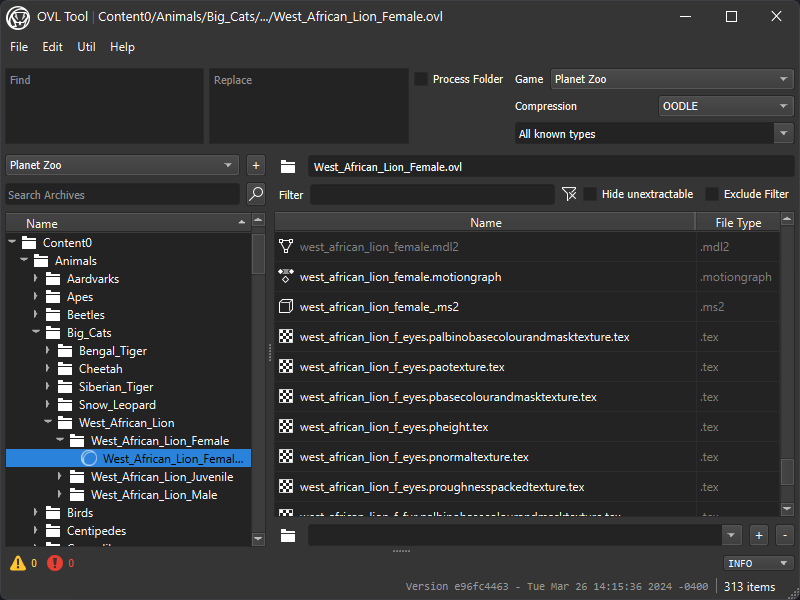 OVL Tool | Content0/Animals/Big_Cats/.../West_African_Lion_Female.ovl
File Edit Util Help
Find
Replace
Process Folder
Game
Planet Zoo
Compression
OODLE
All known types
Planet Zoo
+
West_African_Lion_Female.ovl
Search Archives
Filter
Hide unextractable
Exclude Filter
Name
Content0
Animals
Aardvarks
Apes
Beetles
Big_Cats
Bengal_Tiger
Cheetah
Siberian_Tiger
Snow_Leopard
West_African_Lion
West_African_Lion_Female
West_African_Lion_Femal...
West_African_Lion_Juvenile
West_African_Lion_Male
Birds
Centipedes
Name File Type
west_african_lion_female.mdl2 .mdl2
west_african_lion_female.motiongraph .motiongraph
west_african_lion_female_.ms2 .ms2
west_african_lion_f_eyes.palbinobasecolourandmasktexture.tex .tex
west_african_lion_f_eyes.paotexture.tex .tex
west_african_lion_f_eyes.pbasecolourandmasktexture.tex .tex
west_african_lion_f_eyes.pheight.tex .tex
west_african_lion_f_eyes.pnormaltexture.tex .tex
west_african_lion_f_eyes.proughnesspackedtexture.tex .tex
+ -
0 0
INFO
Version e96fc4463 - Tue Mar 26 14:15:36 2024 -0400
313 items